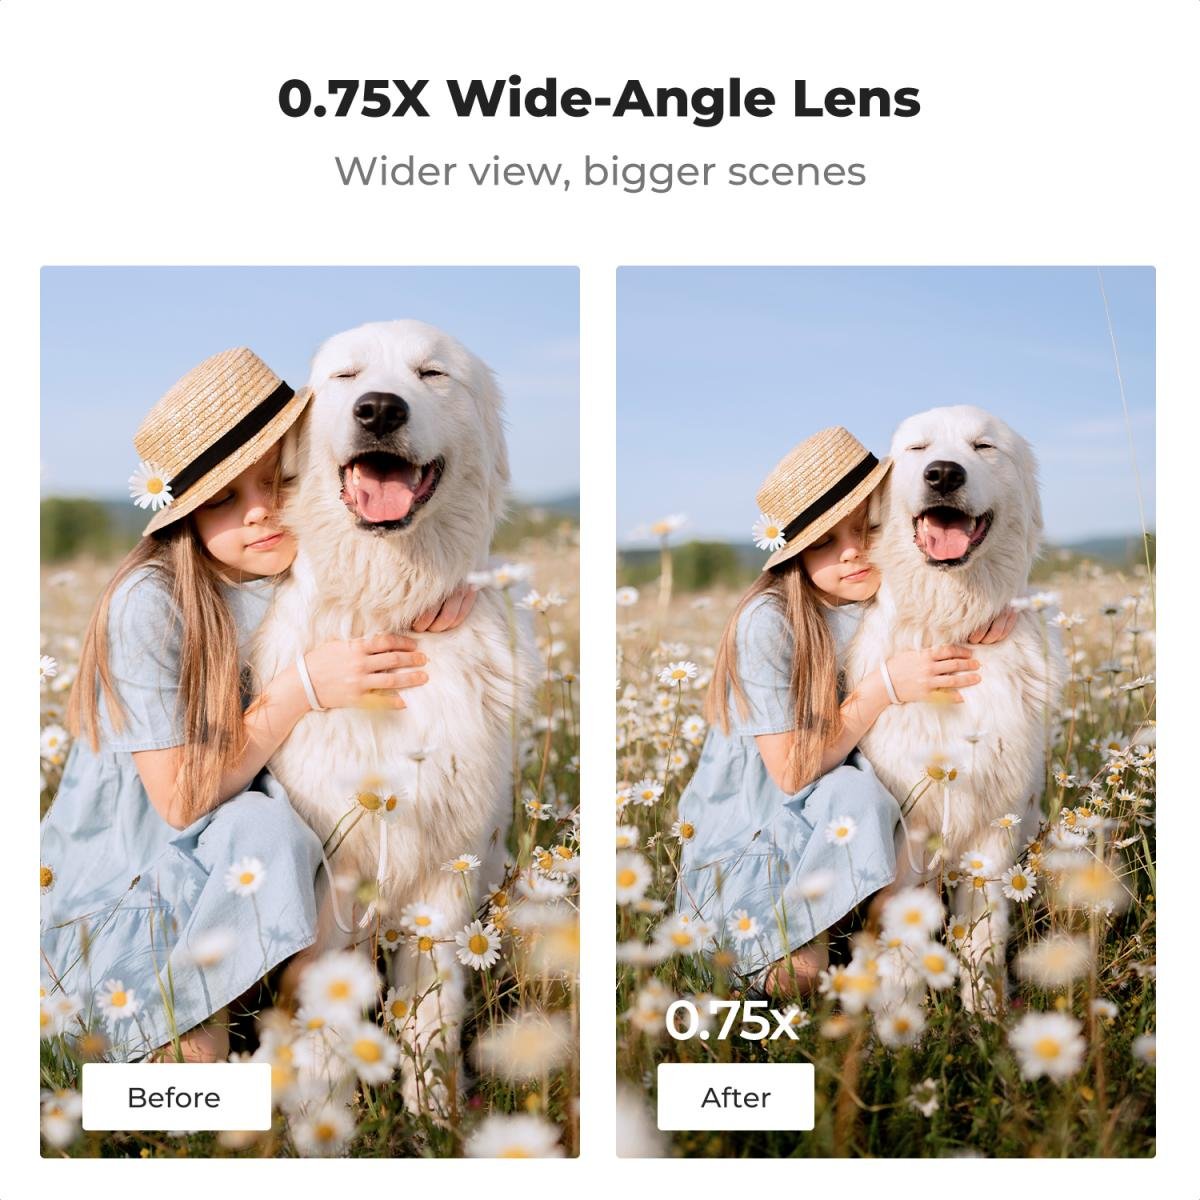 0.75X Wide-Angle Lens
Wider view, bigger scenes
0.75x
Before
After